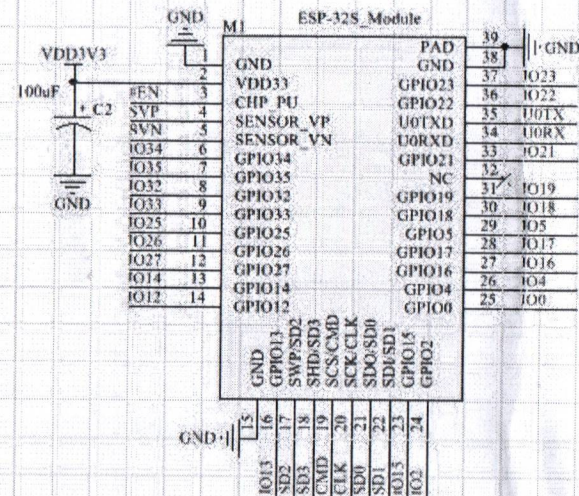 GND
M1
ESP-32S_Module
VDD3V3
100uF
+ C2
GND
1 GND
2 VDD33
#EN 3 CHP_PU
SVP 4 SENSOR_VP
SVN 5 SENSOR_VN
IO34 6 GPIO34
IO35 7 GPIO35
IO32 8 GPIO32
IO33 9 GPIO33
IO25 10 GPIO25
IO26 11 GPIO26
IO27 12 GPIO27
IO14 13 GPIO14
IO12 14 GPIO12
PAD 39
GND 38 GND
GPIO23 37 IO23
GPIO22 36 IO22
U0TXD 35 U0TX
U0RXD 34 U0RX
GPIO21 33 IO21
NC 32
GPIO19 31 IO19
GPIO18 30 IO18
GPIO5 29 IO5
GPIO17 28 IO17
GPIO16 27 IO16
GPIO4 26 IO4
GPIO0 25 IO0
GND 15 GND
GPIO13 16 IO13
SWP/SD2 17 SD2
SHD/SD3 18 SD3
SCS/CMD 19 CMD
SCK/CLK 20 CLK
SDO/SD0 21 SD0
SDI/SD1 22 SD1
GPIO15 23 IO15
GPIO2 24 IO2